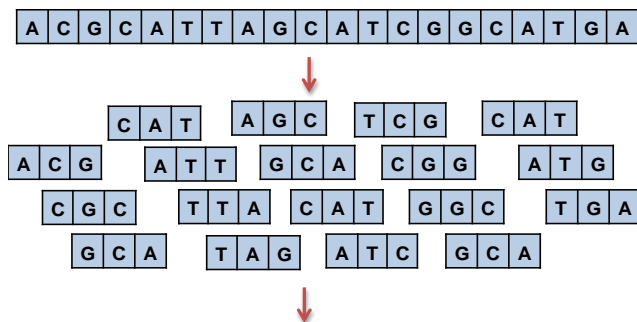 A C G C A T T A G C A T C G G C A T G A
C A T A G C T C G C A T
A C G A T T G C A C G G A T G
C G C T T A C A T G G C T G A
G C A T A G A T C G C A